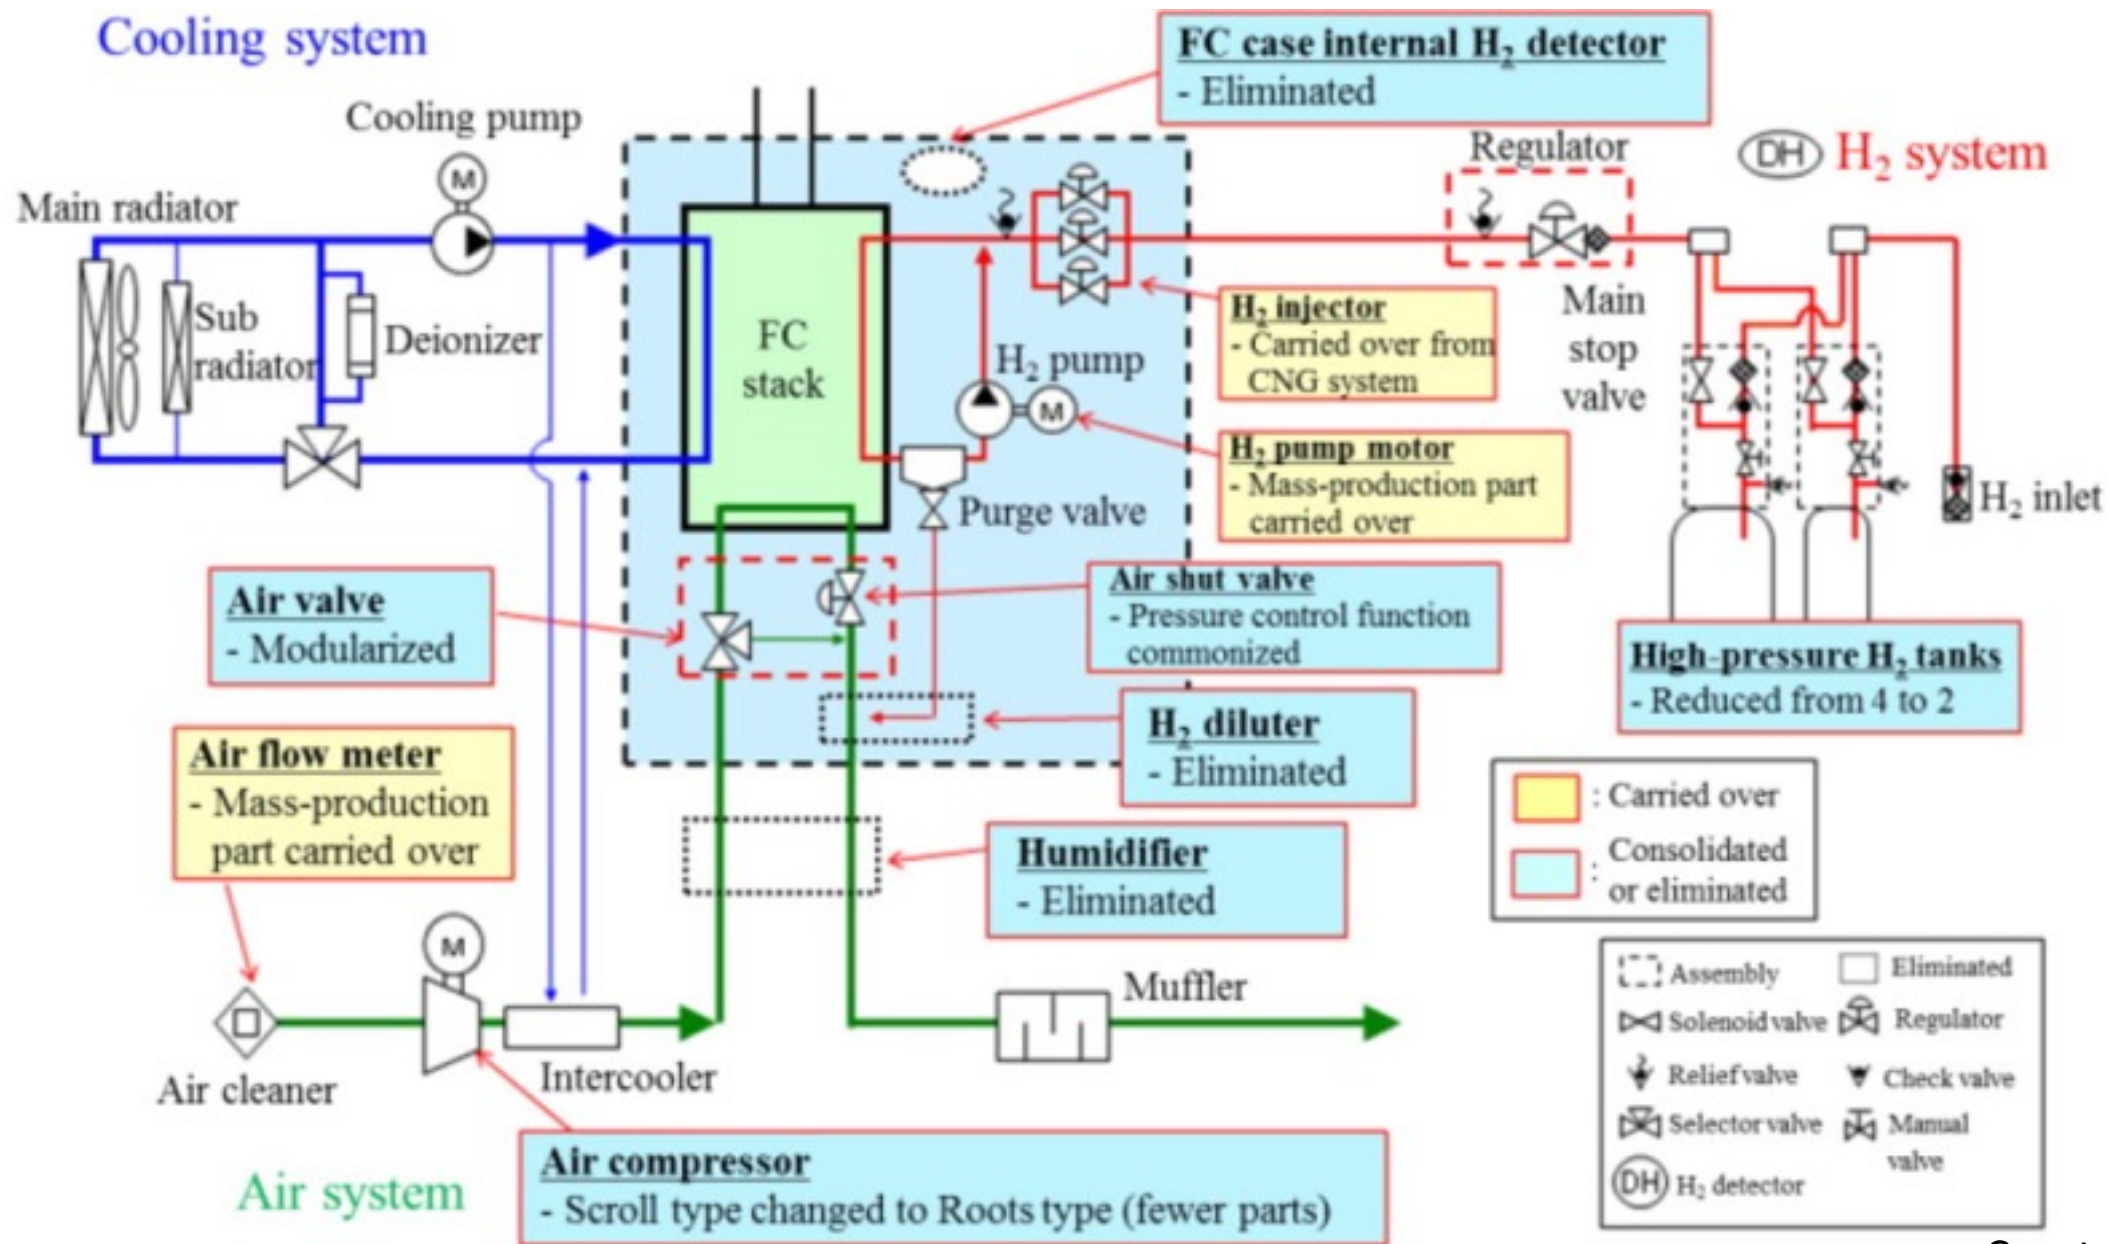 Cooling system
FC case internal H₂ detector
- Eliminated
Cooling pump
M
Regulator
DH
H₂ system
Main radiator
Sub
radiator
Deionizer
FC
stack
H₂ injector
- Carried over from
CNG system
Main
stop
valve
H₂ pump
M
H₂ pump motor
- Mass-production part
carried over
Purge valve
H₂ inlet
Air valve
- Modularized
Air shut valve
- Pressure control function
commonized
High-pressure H₂ tanks
- Reduced from 4 to 2
H₂ diluter
- Eliminated
Air flow meter
- Mass-production
part carried over
: Carried over
: Consolidated
or eliminated
Humidifier
- Eliminated
M
Muffler
Intercooler
Air cleaner
Assembly
Eliminated
Solenoid valve
Regulator
Relief valve
Check valve
Selector valve
Manual
valve
DH
H₂ detector
Air system
Air compressor
- Scroll type changed to Roots type (fewer parts)